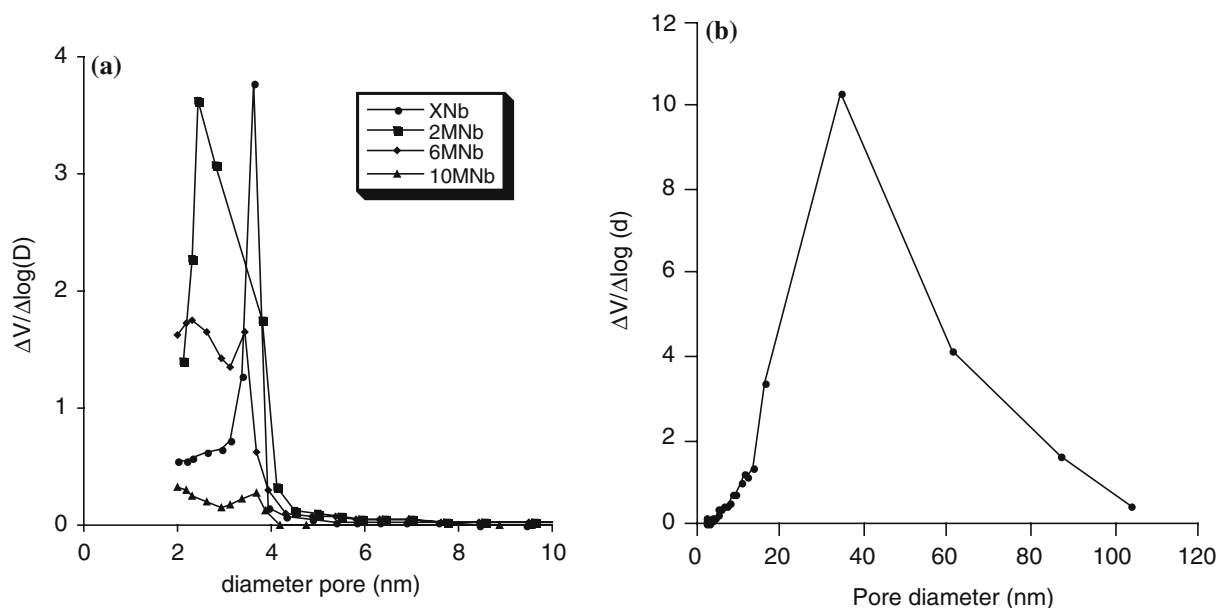 (a)
4
3
2
1
0
ΔV/Δlog(D)
XNb
2MNb
6MNb
10MNb
0 2 4 6 8 10
diameter pore (nm)
(b)
12
10
8
6
4
2
0
ΔV/Δlog (d)
0 20 40 60 80 100 120
Pore diameter (nm)